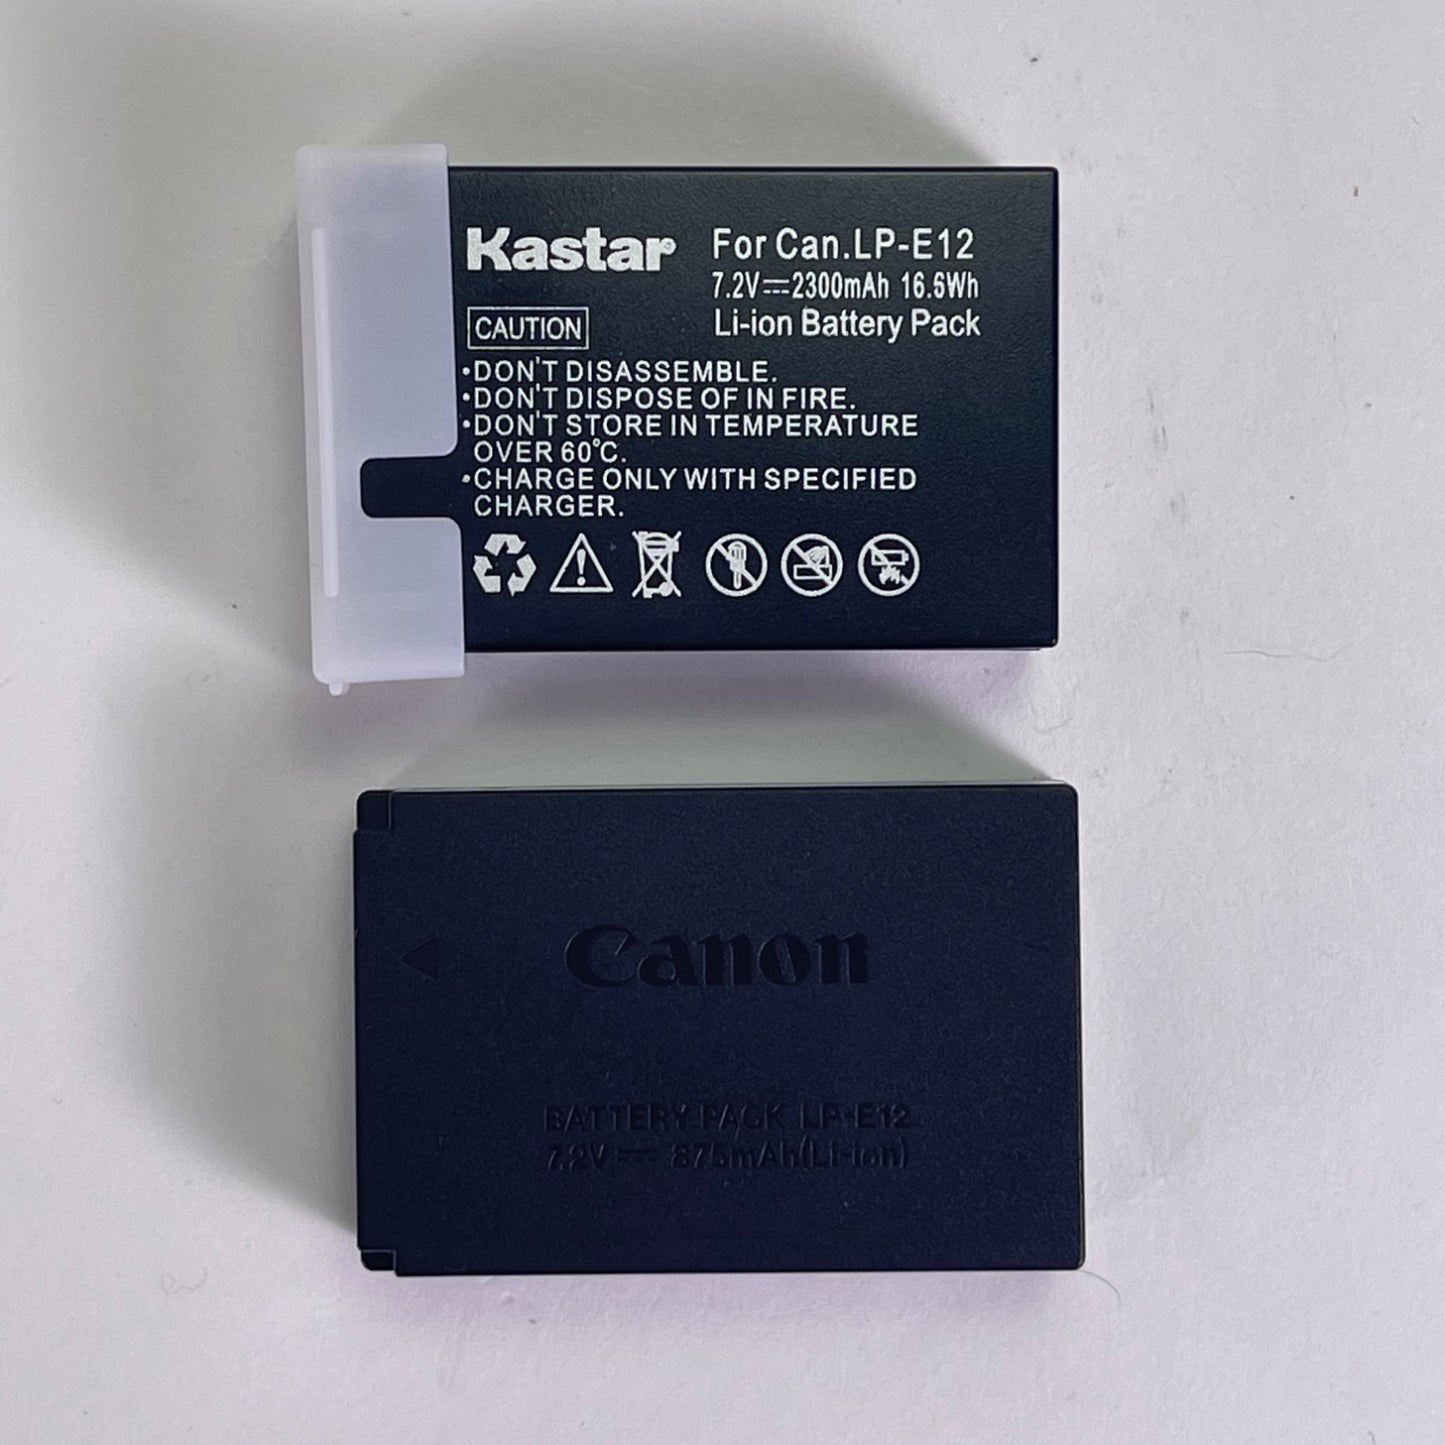 Kastar
For Can.LP-E12
7.2V⎓2300mAh 16.6Wh
Li-ion Battery Pack
CAUTION
•DON'T DISASSEMBLE.
•DON'T DISPOSE OF IN FIRE.
•DON'T STORE IN TEMPERATURE
OVER 60℃.
•CHARGE ONLY WITH SPECIFIED
CHARGER.
Canon
BATTERY PACK LP-E12
7.2V ⎓ 875mAh(Li-ion)